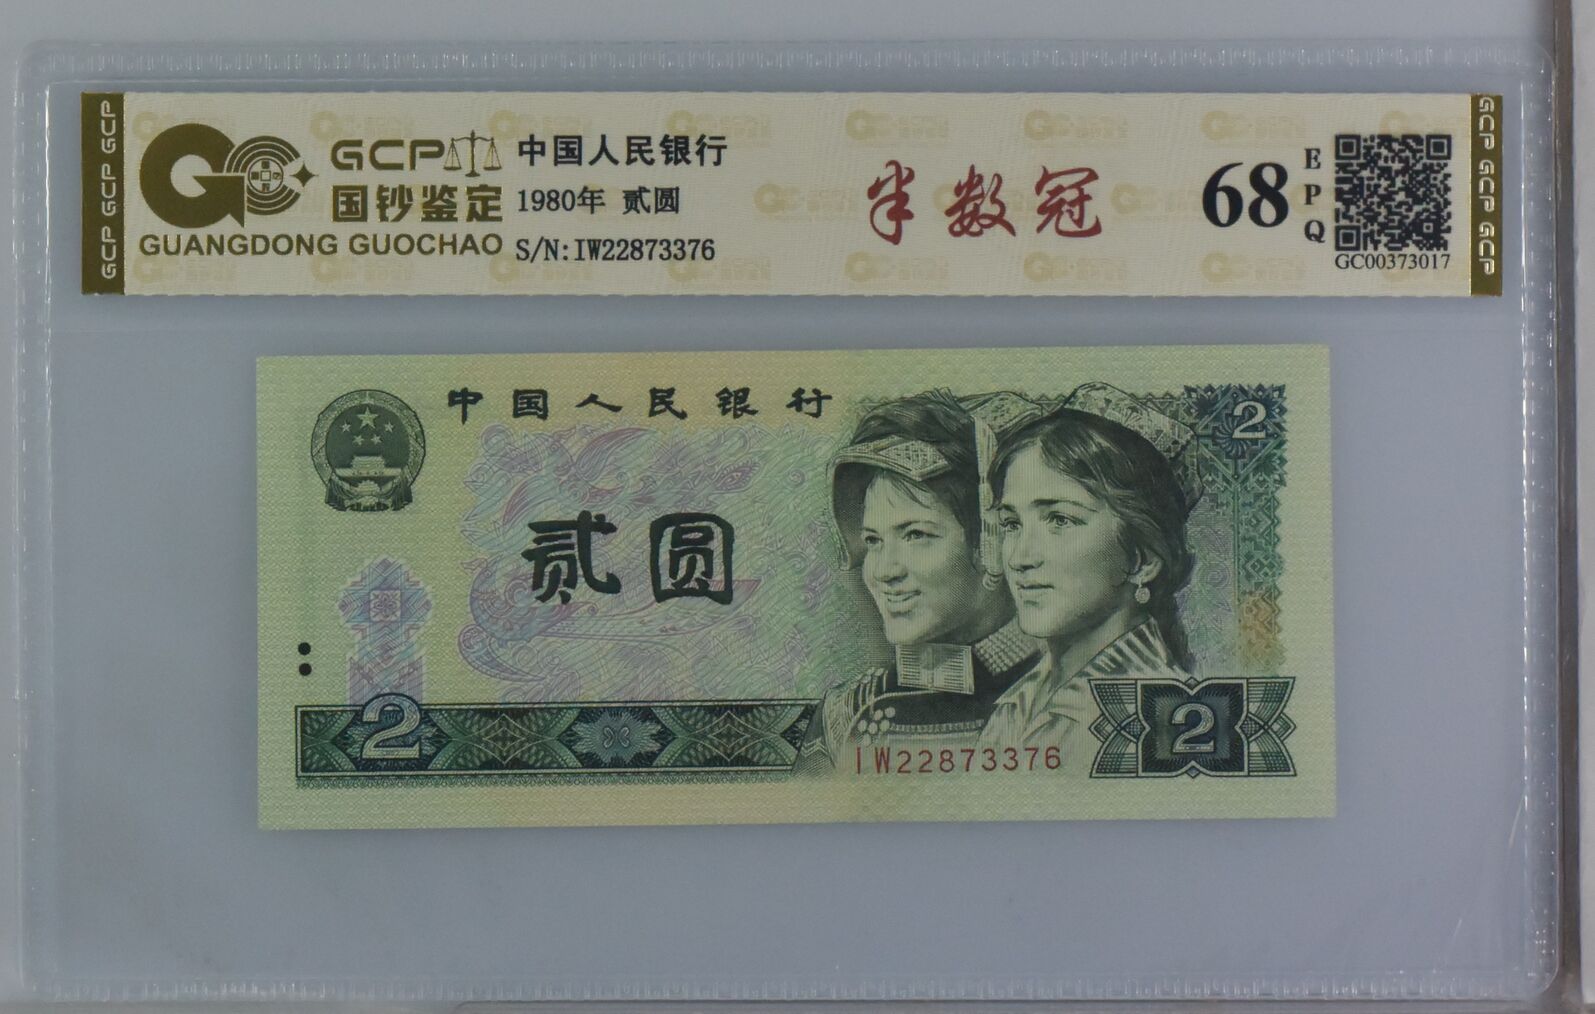 GCP
国钞鉴定
GUANGDONG GUOCHAO
中国人民银行
1980年 贰圆
S/N:IW22873376
半数冠
68
EPQ
GC00373017
GCP GCP GCP
GCP GCP GCP
中国人民银行
2
贰圆
2
IW22873376
2